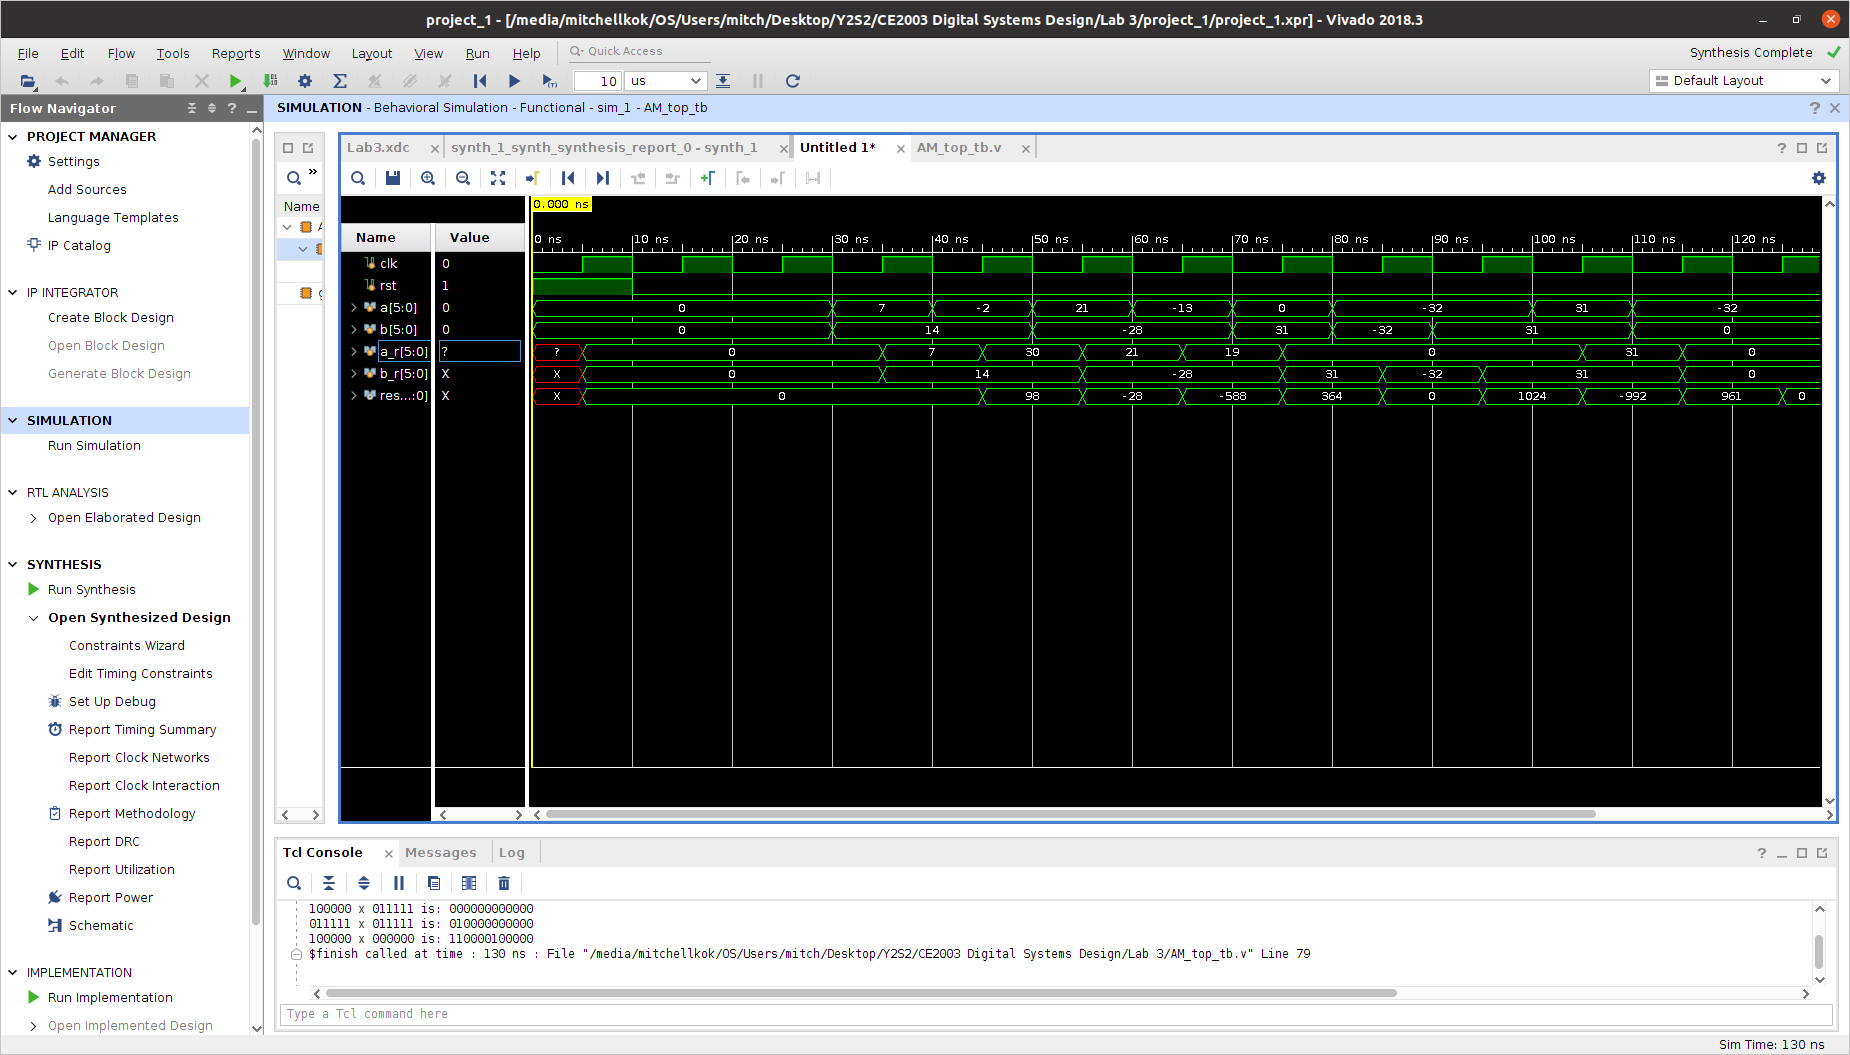 project_1 - [/media/mitchellkok/OS/Users/mitch/Desktop/Y2S2/CE2003 Digital Systems Design/Lab 3/project_1/project_1.xpr] - Vivado 2018.3
File Edit Flow Tools Reports Window Layout View Run Help Quick Access
Synthesis Complete
10 us
Default Layout
Flow Navigator
SIMULATION - Behavioral Simulation - Functional - sim_1 - AM_top_tb
PROJECT MANAGER
Settings
Add Sources
Language Templates
IP Catalog
IP INTEGRATOR
Create Block Design
Open Block Design
Generate Block Design
SIMULATION
Run Simulation
RTL ANALYSIS
Open Elaborated Design
SYNTHESIS
Run Synthesis
Open Synthesized Design
Constraints Wizard
Edit Timing Constraints
Set Up Debug
Report Timing Summary
Report Clock Networks
Report Clock Interaction
Report Methodology
Report DRC
Report Utilization
Report Power
Schematic
IMPLEMENTATION
Run Implementation
Open Implemented Design
Name
Lab3.xdc synth_1_synth_synthesis_report_0 - synth_1 Untitled 1* AM_top_tb.v
0.000 ns
Name Value 0 ns 10 ns 20 ns 30 ns 40 ns 50 ns 60 ns 70 ns 80 ns 90 ns 100 ns 110 ns 120 ns
clk 0
rst 1
a[5:0] 0 0 7 -2 21 -13 0 -32 31 -32
b[5:0] 0 0 14 -28 31 -32 31 0
a_r[5:0] ? ? 0 7 30 21 19 0 31 0
b_r[5:0] X X 0 14 -28 31 -32 31 0
res...:0] X X 0 98 -28 -588 364 0 1024 -992 961 0
Tcl Console Messages Log
100000 x 011111 is: 000000000000
011111 x 011111 is: 010000000000
100000 x 000000 is: 110000100000
$finish called at time : 130 ns : File "/media/mitchellkok/OS/Users/mitch/Desktop/Y2S2/CE2003 Digital Systems Design/Lab 3/AM_top_tb.v" Line 79
Type a Tcl command here
Sim Time: 130 ns